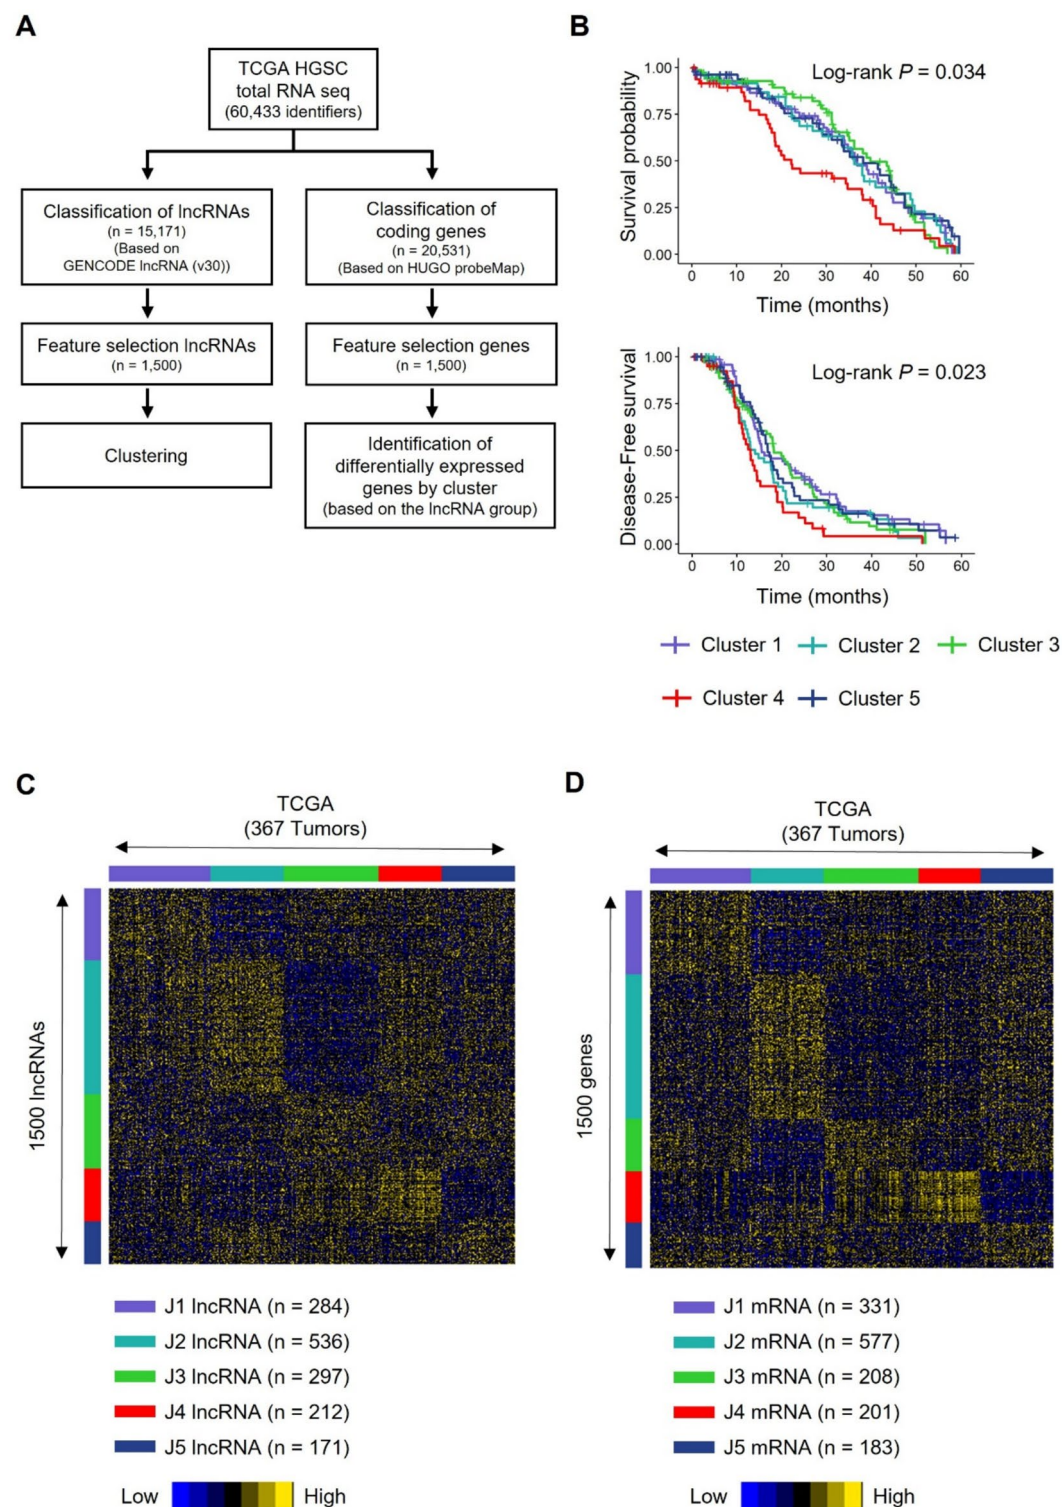 A
TCGA HGSC
total RNA seq
(60,433 identifiers)
Classification of lncRNAs
(n = 15,171)
(Based on
GENCODE lncRNA (v30))
Classification of
coding genes
(n = 20,531)
(Based on HUGO probeMap)
Feature selection lncRNAs
(n = 1,500)
Feature selection genes
(n = 1,500)
Clustering
Identification of
differentially expressed
genes by cluster
(based on the lncRNA group)
B
Log-rank P = 0.034
Survival probability
1.00
0.75
0.50
0.25
0.00
0 10 20 30 40 50 60
Time (months)
Log-rank P = 0.023
Disease-Free survival
1.00
0.75
0.50
0.25
0.00
0 10 20 30 40 50 60
Time (months)
Cluster 1 Cluster 2 Cluster 3
Cluster 4 Cluster 5
C
TCGA
(367 Tumors)
1500 lncRNAs
J1 lncRNA (n = 284)
J2 lncRNA (n = 536)
J3 lncRNA (n = 297)
J4 lncRNA (n = 212)
J5 lncRNA (n = 171)
Low High
D
TCGA
(367 Tumors)
1500 genes
J1 mRNA (n = 331)
J2 mRNA (n = 577)
J3 mRNA (n = 208)
J4 mRNA (n = 201)
J5 mRNA (n = 183)
Low High